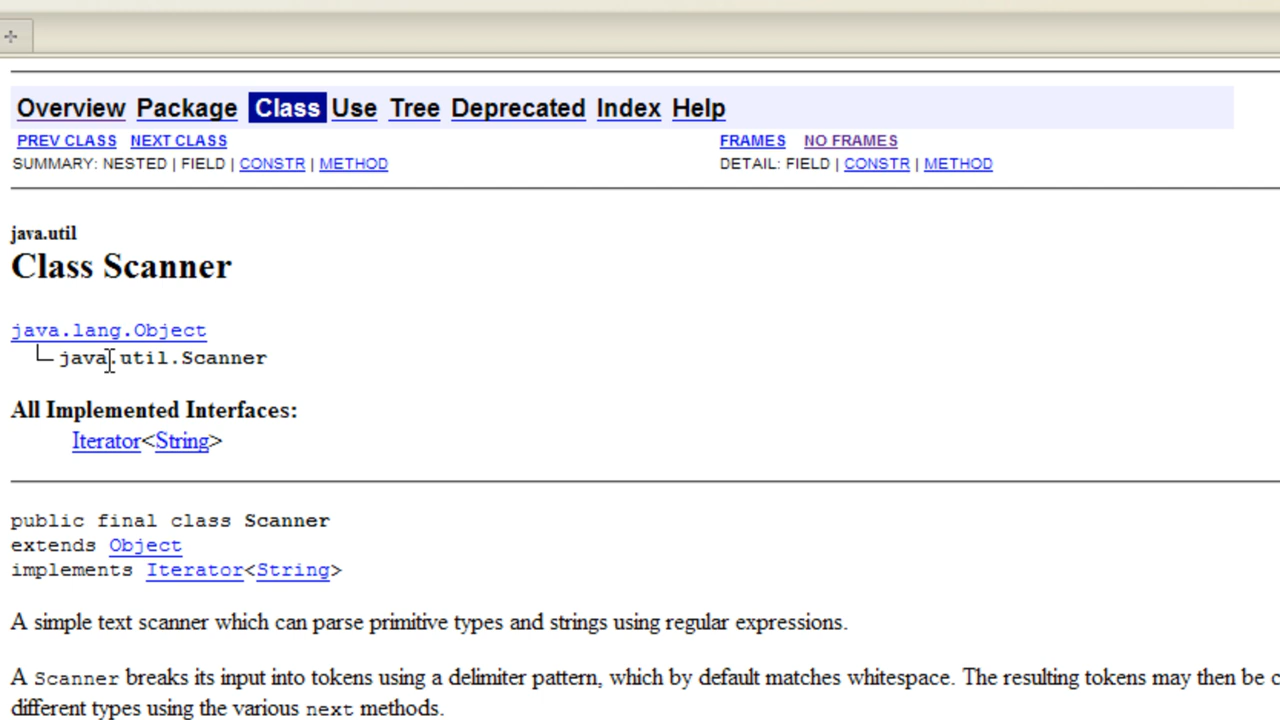 Overview Package Class Use Tree Deprecated Index Help
PREV CLASS NEXT CLASS FRAMES NO FRAMES
SUMMARY: NESTED | FIELD | CONSTR | METHOD DETAIL: FIELD | CONSTR | METHOD
java.util
Class Scanner
java.lang.Object
java.util.Scanner
All Implemented Interfaces:
Iterator<String>
public final class Scanner
extends Object
implements Iterator<String>
A simple text scanner which can parse primitive types and strings using regular expressions.
A Scanner breaks its input into tokens using a delimiter pattern, which by default matches whitespace. The resulting tokens may then be c
different types using the various next methods.